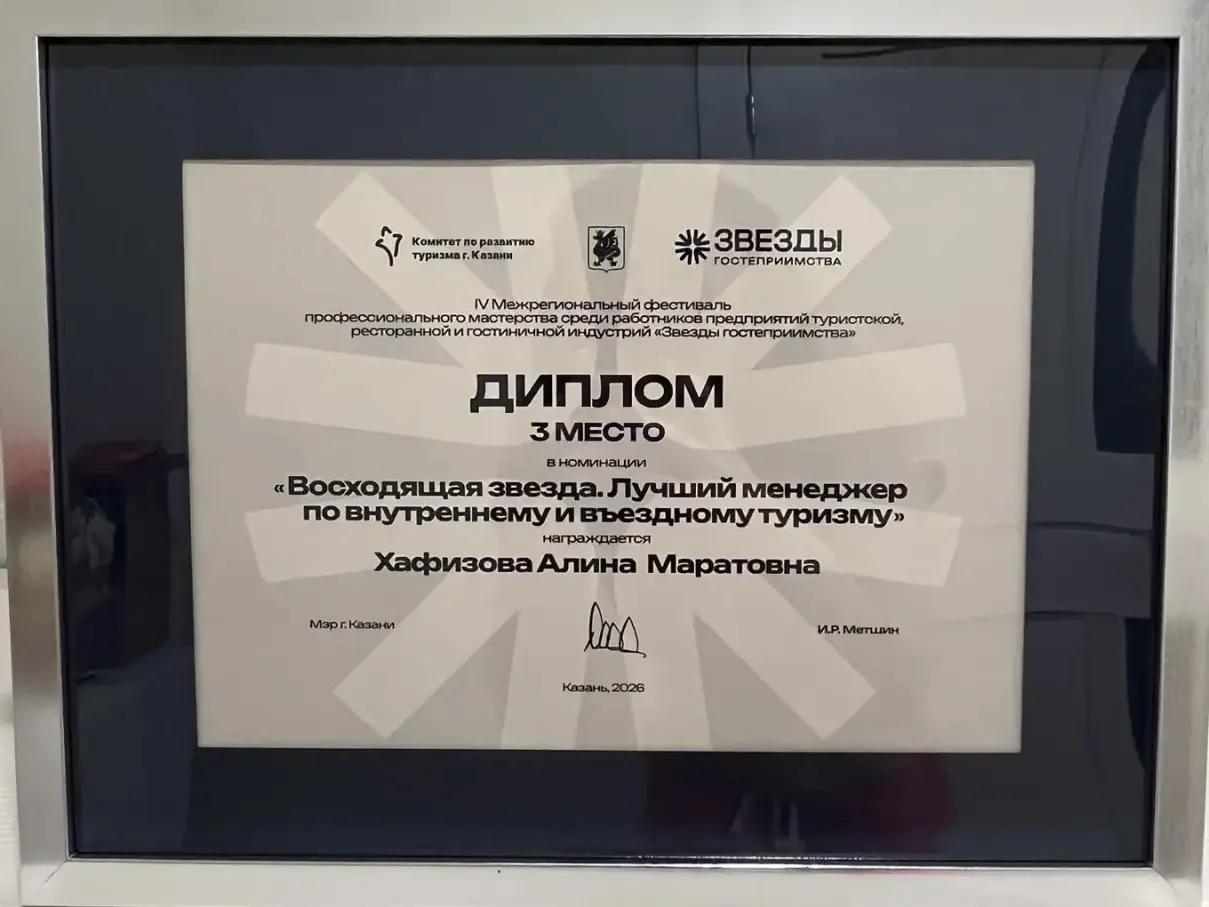 Комитет по развитию
туризма г. Казани
ЗВЕЗДЫ
ГОСТЕПРИИМСТВА
IV Межрегиональный фестиваль
профессионального мастерства среди работников предприятий туристской,
ресторанной и гостиничной индустрий «Звезды гостеприимства»
ДИПЛОМ
3 МЕСТО
в номинации
«Восходящая звезда. Лучший менеджер
по внутреннему и въездному туризму»
награждается
Хафизова Алина Маратовна
Мэр г. Казани
И.Р. Метшин
Казань, 2026